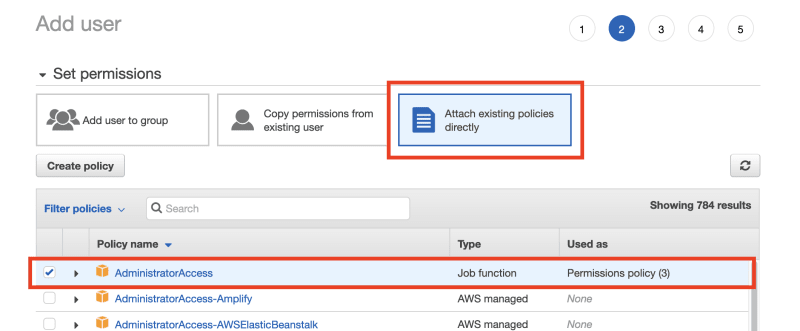 Add user
1 2 3 4 5
Set permissions
Add user to group
Copy permissions from
existing user
Attach existing policies
directly
Create policy
Filter policies Search Showing 784 results
Policy name Type Used as
AdministratorAccess Job function Permissions policy (3)
AdministratorAccess-Amplify AWS managed None
AdministratorAccess-AWSElasticBeanstalk AWS managed None